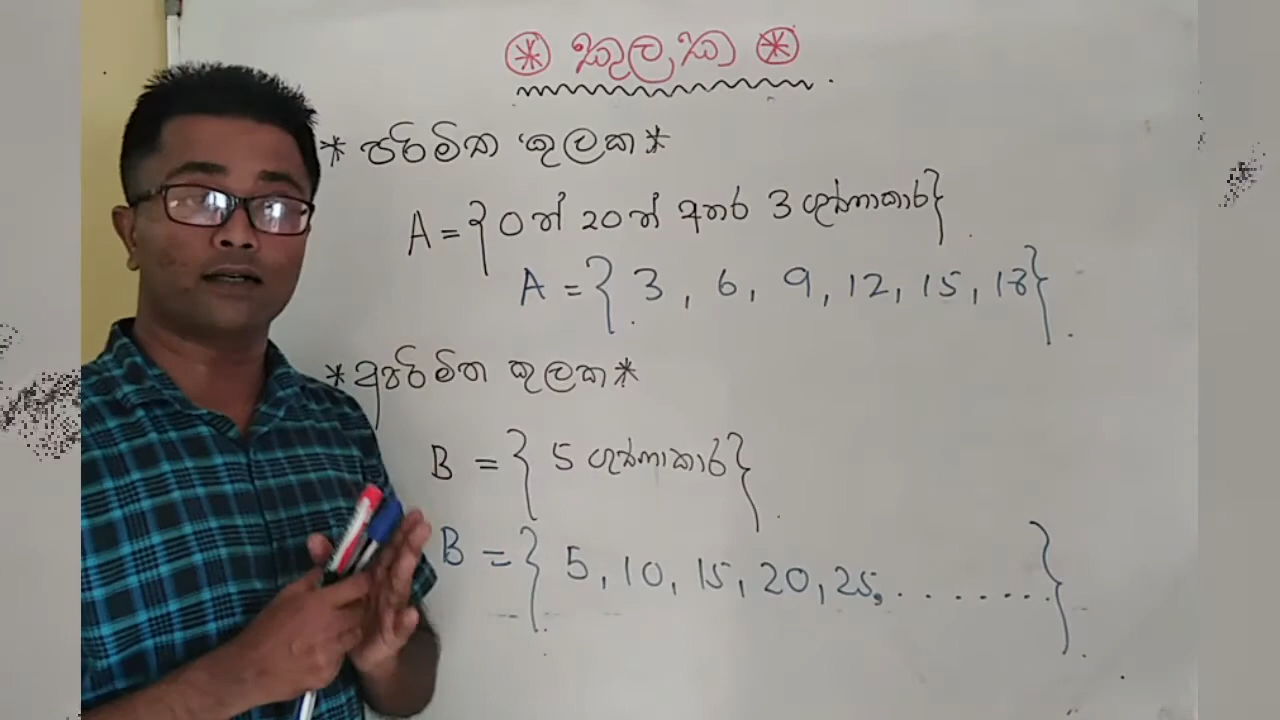 ⊛ කුලක ⊛
* පරිමිත කුලක *
A = {0ත් 20ත් අතර 3 ගුණාකාර}
A = {3, 6, 9, 12, 15, 18}
* අපරිමිත කුලක *
B = {5 ගුණාකාර}
B = {5, 10, 15, 20, 25, ........}